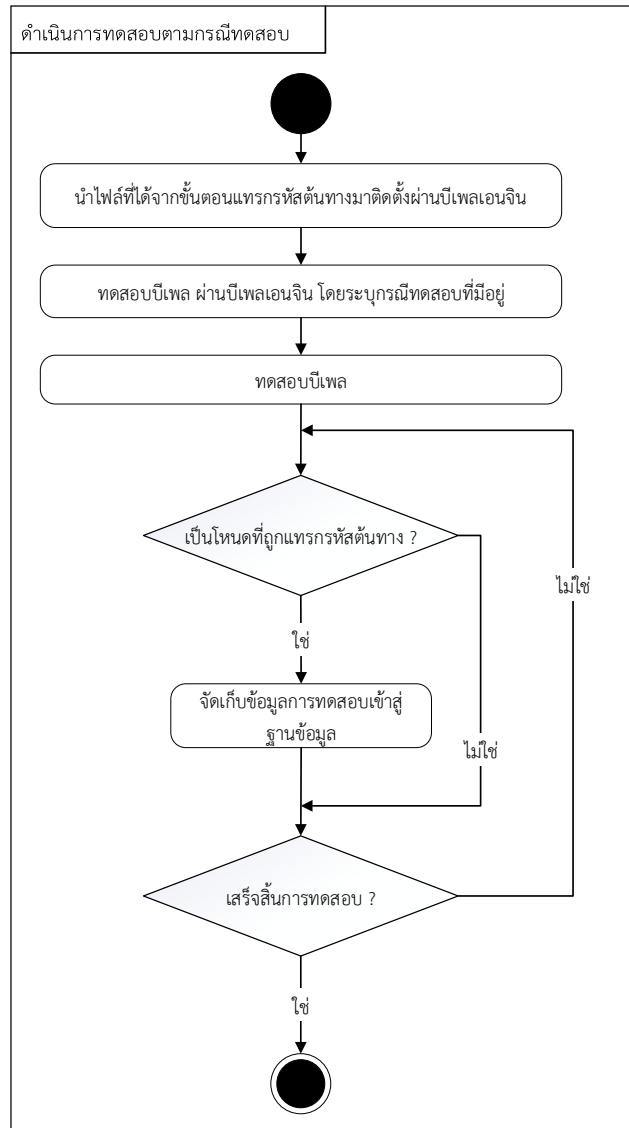 ดำเนินการทดสอบตามกรณีทดสอบ
นำไฟล์ที่ได้จากขั้นตอนแทรกรหัสต้นทางมาติดตั้งผ่านบีเพลเอนจิน
ทดสอบบีเพล ผ่านบีเพลเอนจิน โดยระบุกรณีทดสอบที่มีอยู่
ทดสอบบีเพล
เป็นโหนดที่ถูกแทรกรหัสต้นทาง ?
ไม่ใช่
ใช่
จัดเก็บข้อมูลการทดสอบเข้าสู่
ฐานข้อมูล
ไม่ใช่
เสร็จสิ้นการทดสอบ ?
ใช่